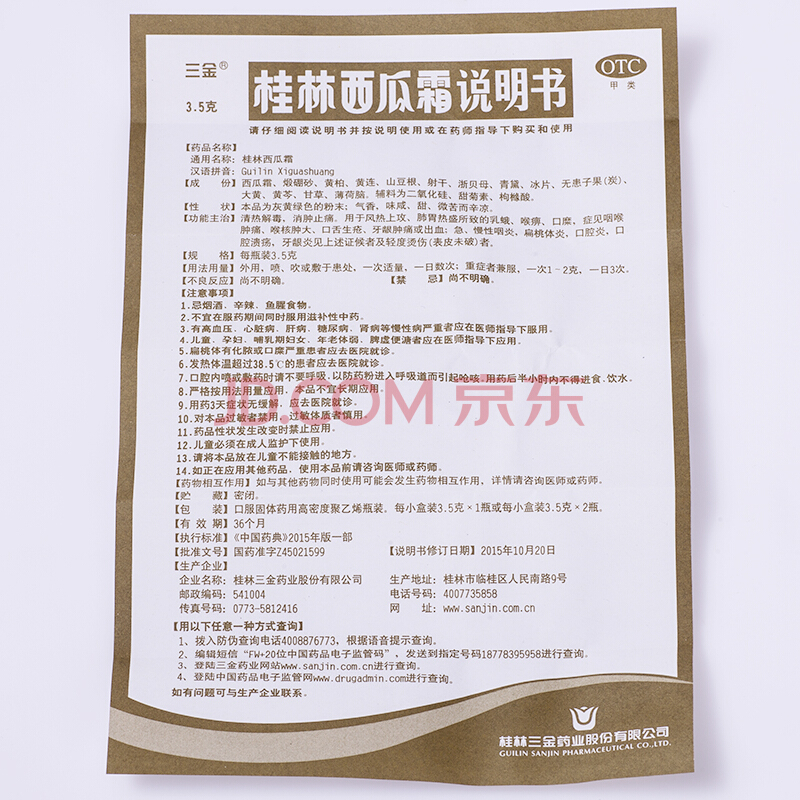 三金®
桂林西瓜霜说明书
OTC
甲类
3.5克
请仔细阅读说明书并按说明使用或在药师指导下购买和使用
【药品名称】
通用名称：桂林西瓜霜
汉语拼音：Guilin Xiguashuang
【成　份】西瓜霜、煅硼砂、黄柏、黄连、山豆根、射干、浙贝母、青黛、冰片、无患子果(炭)、
大黄、黄芩、甘草、薄荷脑。辅料为二氧化硅、甜菊素、枸橼酸。
【性　状】本品为灰黄绿色的粉末；气香，味咸、甜、微苦而辛凉。
【功能主治】清热解毒，消肿止痛。用于风热上攻、肺胃热盛所致的乳蛾、喉痹、口糜，症见咽喉
肿痛、喉核肿大、口舌生疮、牙龈肿痛或出血；急、慢性咽炎，扁桃体炎，口腔炎，口
腔溃疡，牙龈炎见上述证候者及轻度烫伤(表皮未破)者。
【规　格】每瓶装3.5克
【用法用量】外用，喷、吹或敷于患处，一次适量，一日数次；重症者兼服，一次1-2克，一日3次。
【不良反应】尚不明确。　【禁　忌】尚不明确。
【注意事项】
1.忌烟酒、辛辣、鱼腥食物。
2.不宜在服药期间同时服用滋补性中药。
3.有高血压、心脏病、肝病、糖尿病、肾病等慢性病严重者应在医师指导下服用。
4.儿童、孕妇、哺乳期妇女、年老体弱、脾虚便溏者应在医师指导下应用。
5.扁桃体有化脓或口糜严重患者应去医院就诊。
6.发热体温超过38.5℃的患者应去医院就诊。
7.口腔内喷或敷药时请不要呼吸，以防药粉进入呼吸道而引起呛咳，用药后半小时内不得进食、饮水。
8.严格按用法用量应用，本品不宜长期应用。
9.用药3天症状无缓解，应去医院就诊。
JD.COM 京东
10.对本品过敏者禁用，过敏体质者慎用。
11.药品性状发生改变时禁止应用。
12.儿童必须在成人监护下使用。
13.请将本品放在儿童不能接触的地方。
14.如正在应用其他药品，使用本品前请咨询医师或药师。
【药物相互作用】如与其他药物同时使用可能会发生药物相互作用，详情请咨询医师或药师。
【贮　藏】密闭。
【包　装】口服固体药用高密度聚乙烯瓶装。每小盒装3.5克×1瓶或每小盒装3.5克×2瓶。
【有 效 期】36个月
【执行标准】《中国药典》2015年版一部
【批准文号】国药准字Z45021599　【说明书修订日期】2015年10月20日
【生产企业】
企业名称：桂林三金药业股份有限公司　生产地址：桂林市临桂区人民南路9号
邮政编码：541004　电话号码：4007735858
传真号码：0773-5812416　网　址：www.sanjin.com.cn
【用以下任意一种方式查询】
1、拨入防伪查询电话4008876773，根据语音提示查询。
2、编辑短信“FW+20位中国药品电子监管码”，发送到指定号码18778395958进行查询。
3、登陆三金药业网站www.sanjin.com.cn进行查询。
4、登陆中国药品电子监管网www.drugadmin.com进行查询。
如有问题可与生产企业联系。
桂林三金药业股份有限公司
GUILIN SANJIN PHARMACEUTICAL CO.,LTD.